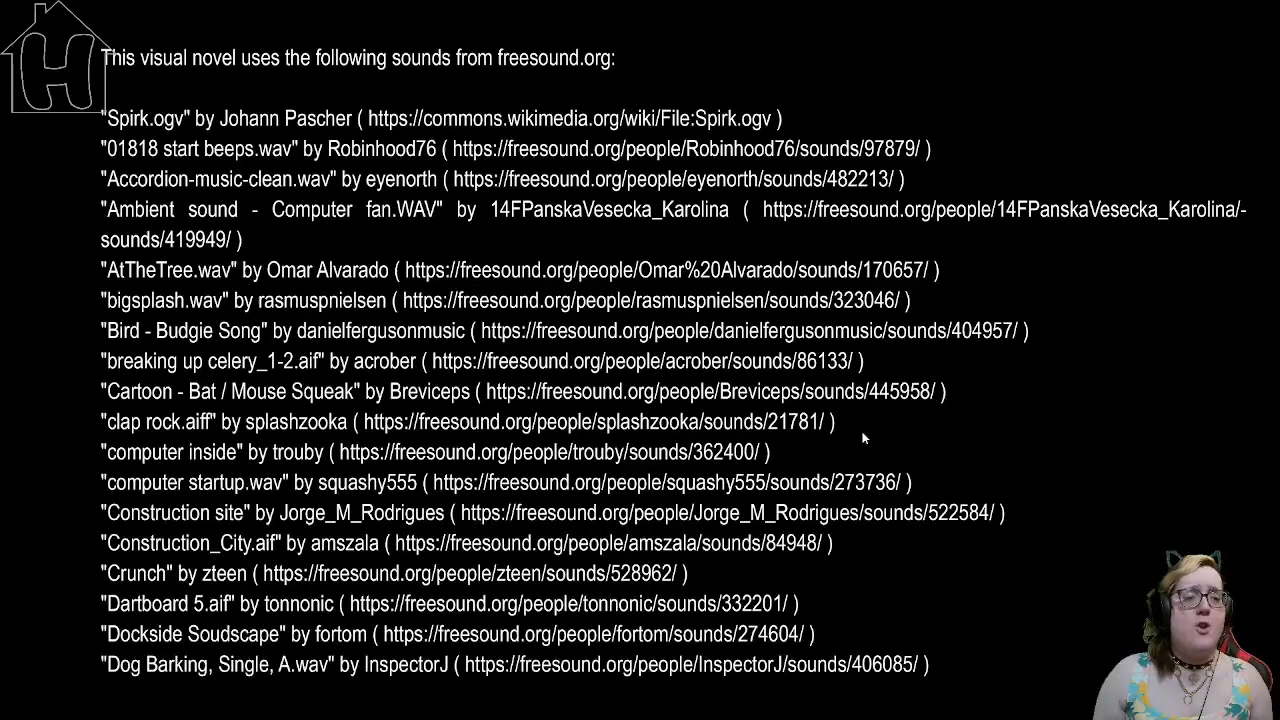 H
This visual novel uses the following sounds from freesound.org:
"Spirk.ogv" by Johann Pascher ( https://commons.wikimedia.org/wiki/File:Spirk.ogv )
"01818 start beeps.wav" by Robinhood76 ( https://freesound.org/people/Robinhood76/sounds/97879/ )
"Accordion-music-clean.wav" by eyenorth ( https://freesound.org/people/eyenorth/sounds/482213/ )
"Ambient sound - Computer fan.WAV" by 14FPanskaVesecka_Karolina ( https://freesound.org/people/14FPanskaVesecka_Karolina/-
sounds/419949/ )
"AtTheTree.wav" by Omar Alvarado ( https://freesound.org/people/Omar%20Alvarado/sounds/170657/ )
"bigsplash.wav" by rasmuspnielsen ( https://freesound.org/people/rasmuspnielsen/sounds/323046/ )
"Bird - Budgie Song" by danielfergusonmusic ( https://freesound.org/people/danielfergusonmusic/sounds/404957/ )
"breaking up celery_1-2.aif" by acrober ( https://freesound.org/people/acrober/sounds/86133/ )
"Cartoon - Bat / Mouse Squeak" by Breviceps ( https://freesound.org/people/Breviceps/sounds/445958/ )
"clap rock.aiff" by splashzooka ( https://freesound.org/people/splashzooka/sounds/21781/ )
"computer inside" by trouby ( https://freesound.org/people/trouby/sounds/362400/ )
"computer startup.wav" by squashy555 ( https://freesound.org/people/squashy555/sounds/273736/ )
"Construction site" by Jorge_M_Rodrigues ( https://freesound.org/people/Jorge_M_Rodrigues/sounds/522584/ )
"Construction_City.aif" by amszala ( https://freesound.org/people/amszala/sounds/84948/ )
"Crunch" by zteen ( https://freesound.org/people/zteen/sounds/528962/ )
"Dartboard 5.aif" by tonnonic ( https://freesound.org/people/tonnonic/sounds/332201/ )
"Dockside Soudscape" by fortom ( https://freesound.org/people/fortom/sounds/274604/ )
"Dog Barking, Single, A.wav" by InspectorJ ( https://freesound.org/people/InspectorJ/sounds/406085/ )